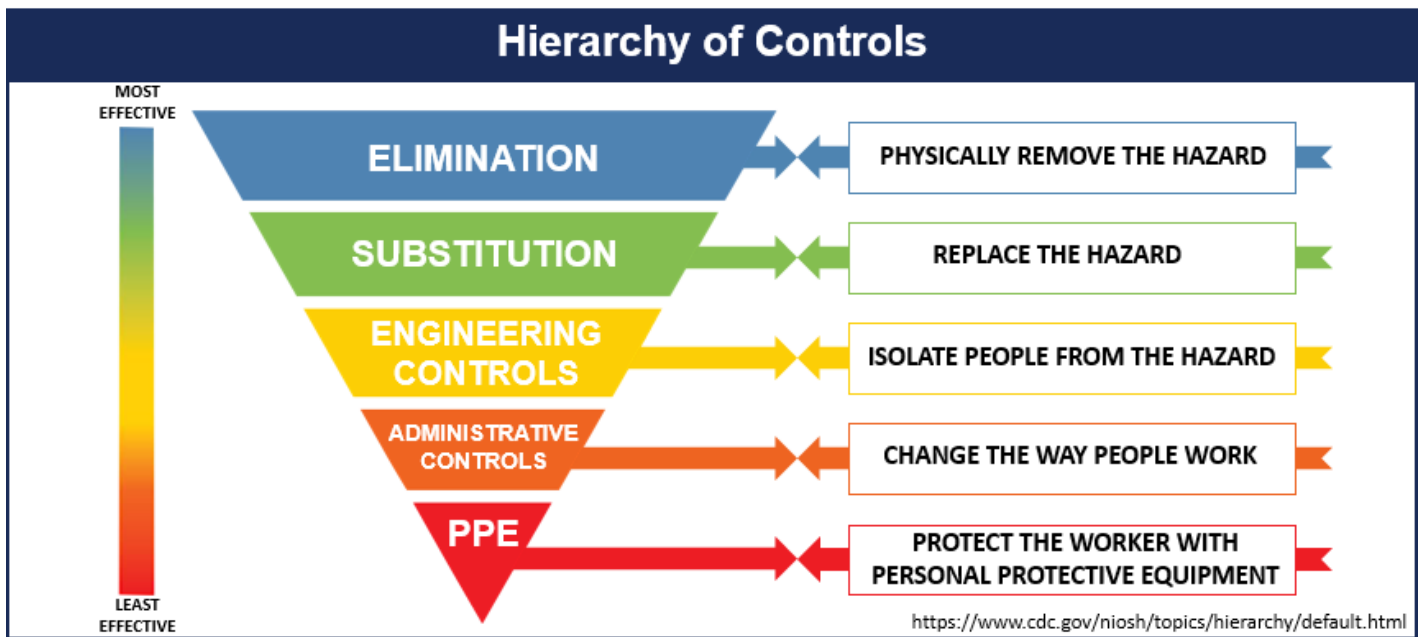 Hierarchy of Controls
MOST
EFFECTIVE
ELIMINATION
PHYSICALLY REMOVE THE HAZARD
SUBSTITUTION
REPLACE THE HAZARD
ENGINEERING
CONTROLS
ISOLATE PEOPLE FROM THE HAZARD
ADMINISTRATIVE
CONTROLS
CHANGE THE WAY PEOPLE WORK
PPE
PROTECT THE WORKER WITH
PERSONAL PROTECTIVE EQUIPMENT
LEAST
EFFECTIVE
https://www.cdc.gov/niosh/topics/hierarchy/default.html